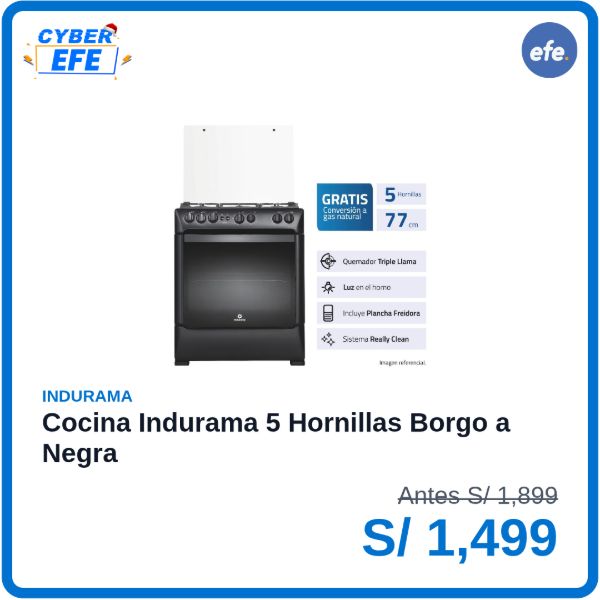 CYBER
EFE
efe.
GRATIS
Conversión a
gas natural
5 Hornillas
77 cm
Quemador Triple Llama
Luz en el horno
Incluye Plancha Freidora
Sistema Really Clean
Imagen referencial.
INDURAMA
Cocina Indurama 5 Hornillas Borgo a
Negra
Antes S/ 1,899
S/ 1,499